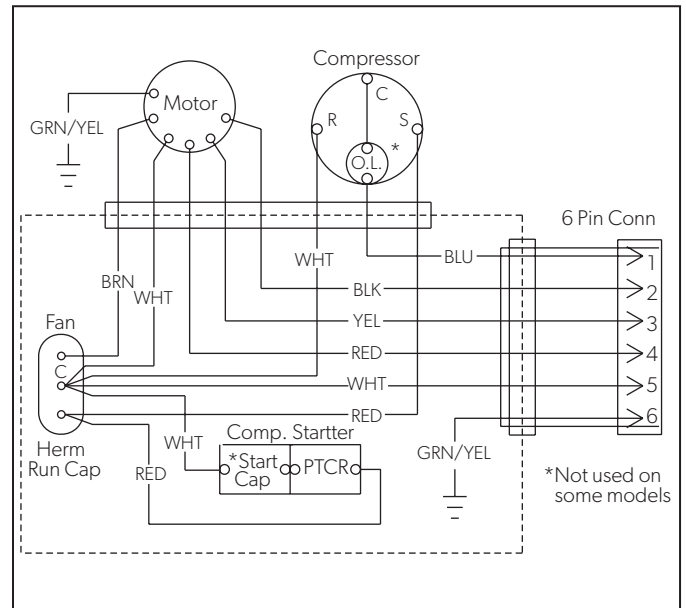 Compressor
Motor
C
R
S
O.L.
*
GRN/YEL
6 Pin Conn
WHT
BLU
1
BRN
WHT
BLK
2
Fan
YEL
3
C
RED
4
WHT
5
RED
6
Herm
Run Cap
WHT
Comp. Startter
GRN/YEL
RED
*Start
Cap
PTCR
*Not used on
some models